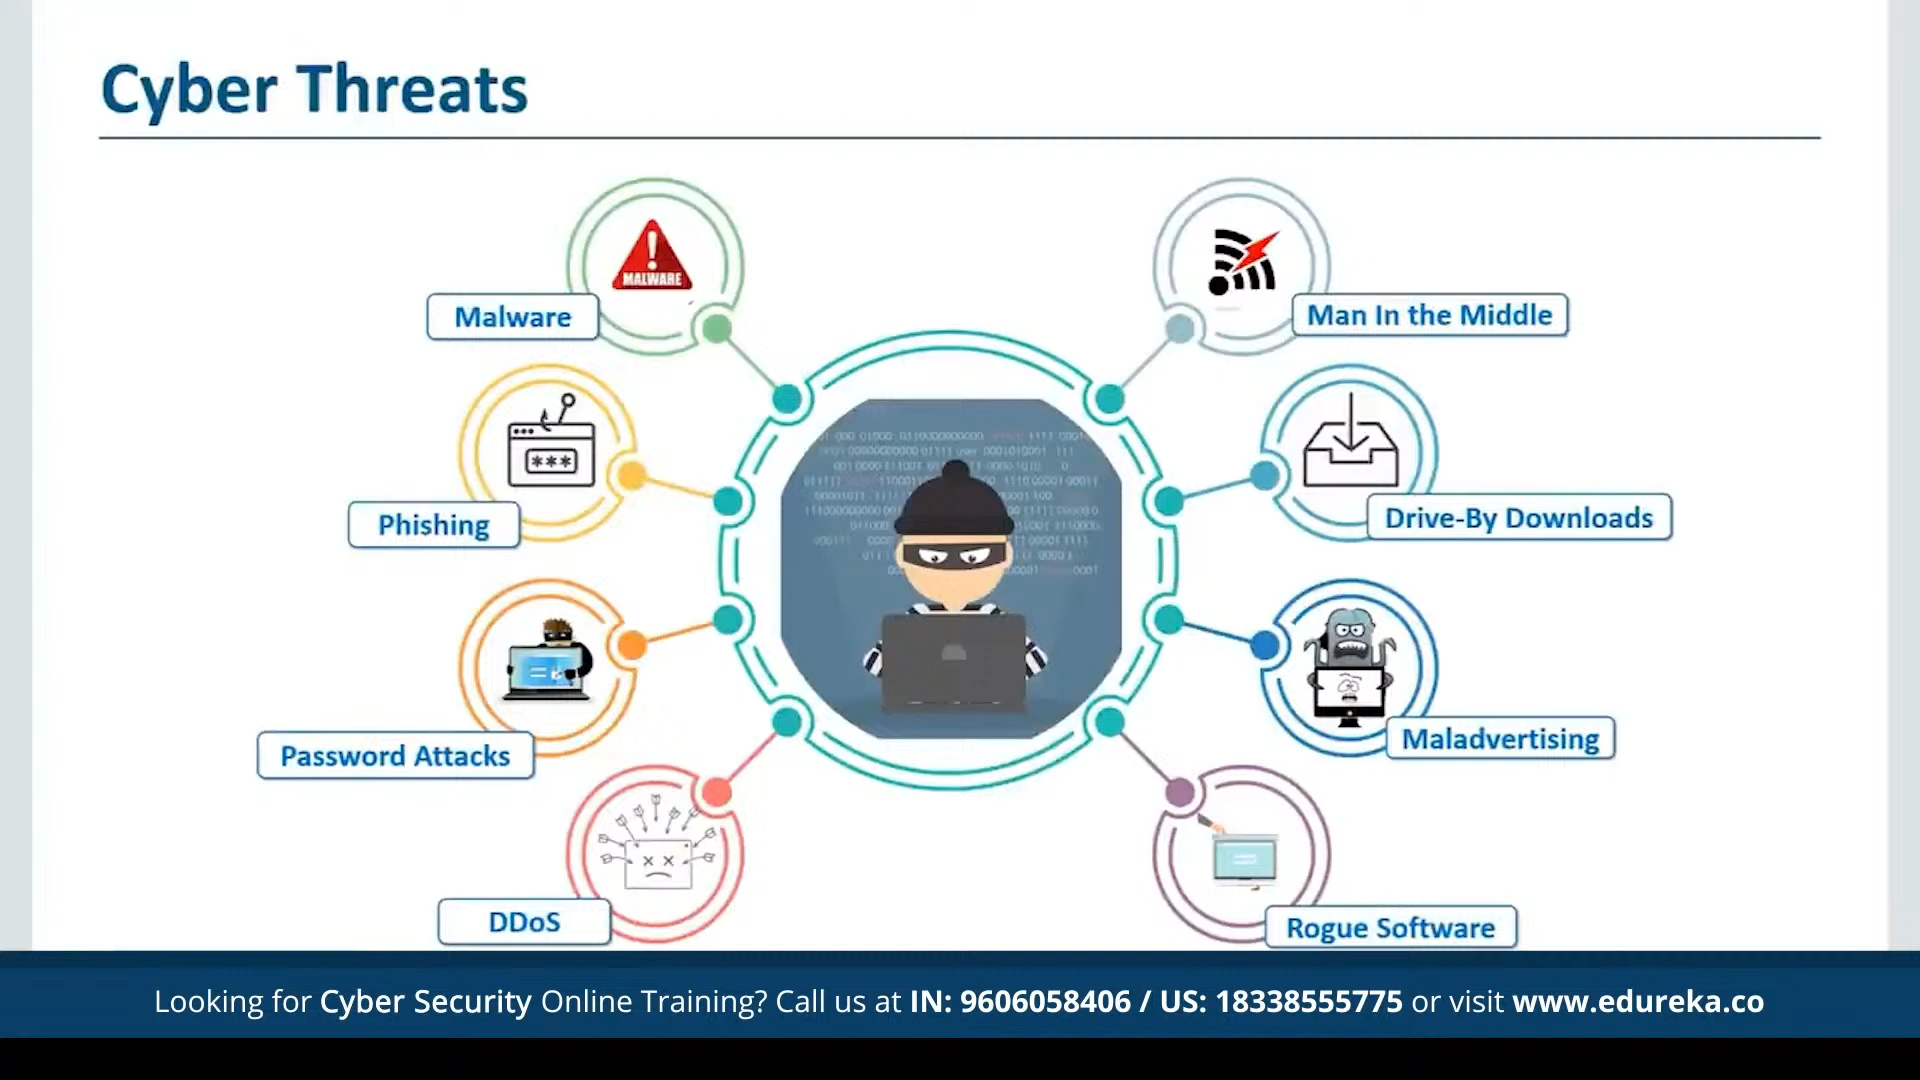 Cyber Threats
MALWARE
Malware
Man In the Middle
***
Phishing
Drive-By Downloads
Password Attacks
Maladvertising
DDoS
Rogue Software
Looking for Cyber Security Online Training? Call us at IN: 9606058406 / US: 18338555775 or visit www.edureka.co